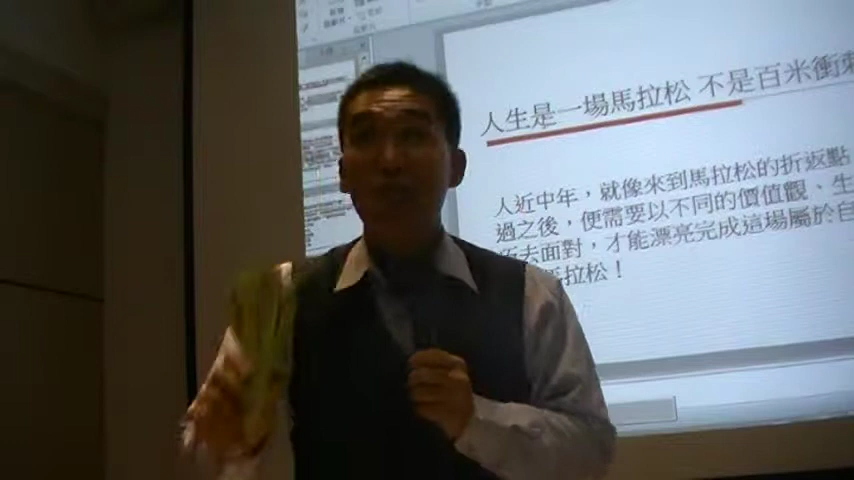 人生是一場馬拉松 不是百米衝刺
人近中年，就像來到馬拉松的折返點
過之後，便需要以不同的價值觀、生
去面對，才能漂亮完成這場屬於自
馬拉松！